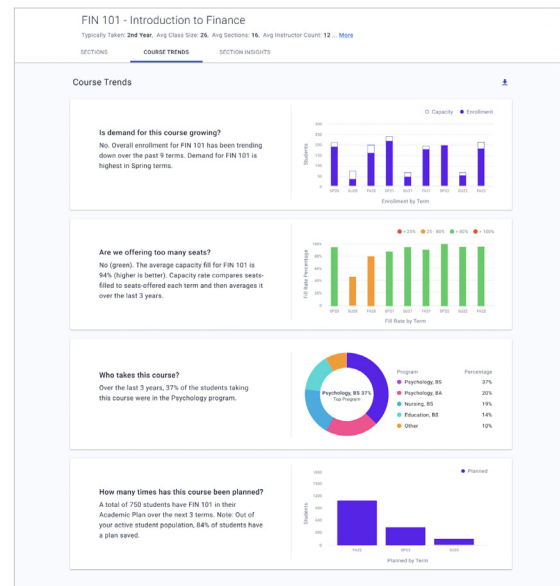 FIN 101 - Introduction to Finance
Typically Taken: 2nd Year, Avg Class Size: 26, Avg Sections: 16, Avg Instructor Count: 12 ... More
SECTIONS COURSE TRENDS SECTION INSIGHTS
Course Trends
Capacity Enrollment
Is demand for this course growing?
No. Overall enrollment for FIN 101 has been trending
down over the past 9 terms. Demand for FIN 101 is
highest in Spring terms.
Students
Enrollment by Term
Are we offering too many seats?
No (green). The average capacity fill for FIN 101 is
94% (higher is better). Capacity rate compares seats-
filled to seats-offered each term and then averages it
over the last 3 years.
Fill Rate Percentage
Fill Rate by Term
Who takes this course?
Over the last 3 years, 37% of the students taking
this course were in the Psychology program.
Psychology, BS 37%
Top Program
Program Percentage
Psychology, BS 37%
Psychology, BA 20%
Nursing, BS 19%
Education, BS 14%
Other 10%
How many times has this course been planned?
A total of 750 students have FIN 101 in their
Academic Plan over the next 3 terms. Note: Out of
your active student population, 84% of students have
a plan saved.
Planned
Students
Planned by Term